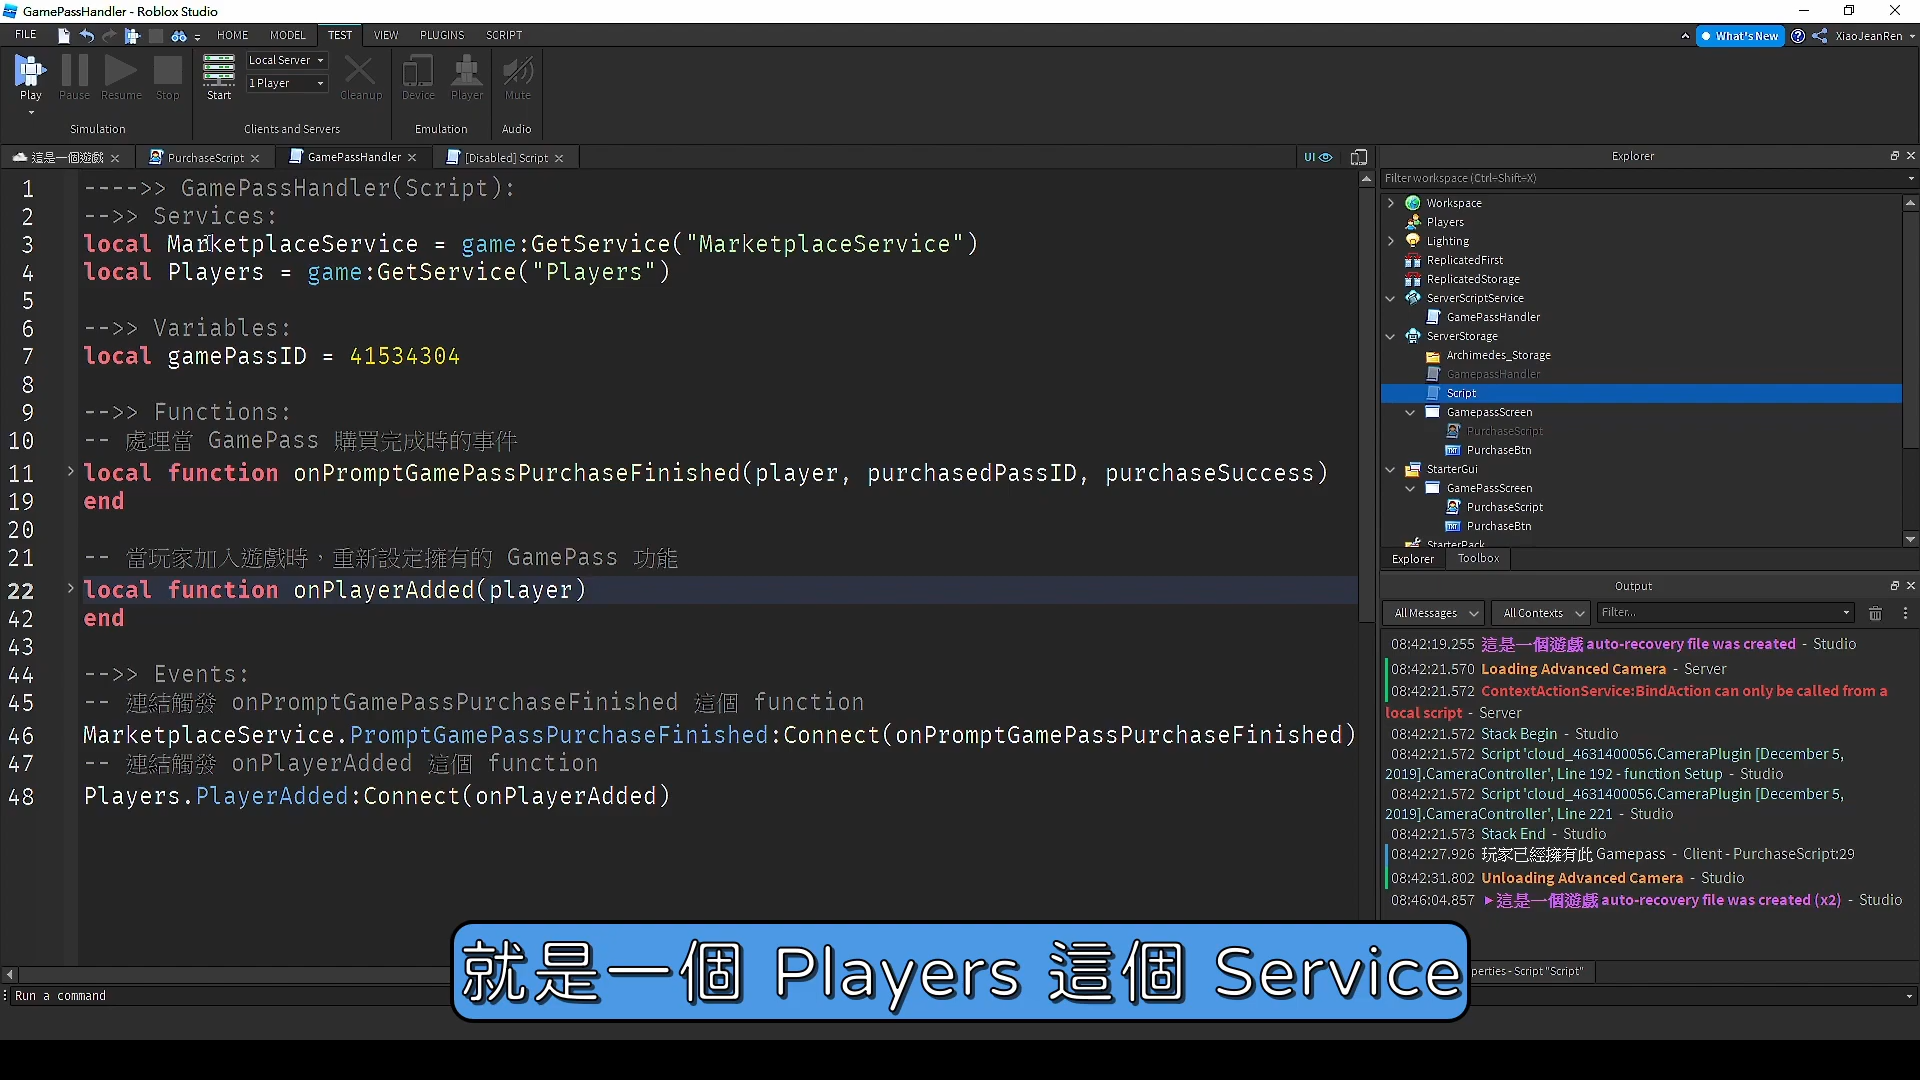 GamePassHandler - Roblox Studio
FILE HOME MODEL TEST VIEW PLUGINS SCRIPT
What's New XiaoJeanRen
Play Pause Resume Stop Start
Local Server
1 Player
Cleanup Device Player Mute
Simulation Clients and Servers Emulation Audio
這是一個遊戲 PurchaseScript GamePassHandler [Disabled] Script
UI
1 ---->> GamePassHandler(Script):
2 -->> Services:
3 local MarketplaceService = game:GetService("MarketplaceService")
4 local Players = game:GetService("Players")
5
6 -->> Variables:
7 local gamePassID = 41534304
8
9 -->> Functions:
10 -- 處理當 GamePass 購買完成時的事件
11 local function onPromptGamePassPurchaseFinished(player, purchasedPassID, purchaseSuccess)
19 end
20
21 -- 當玩家加入遊戲時，重新設定擁有的 GamePass 功能
22 local function onPlayerAdded(player)
42 end
43
44 -->> Events:
45 -- 連結觸發 onPromptGamePassPurchaseFinished 這個 function
46 MarketplaceService.PromptGamePassPurchaseFinished:Connect(onPromptGamePassPurchaseFinished)
47 -- 連結觸發 onPlayerAdded 這個 function
48 Players.PlayerAdded:Connect(onPlayerAdded)
Explorer
Filter workspace (Ctrl+Shift+X)
Workspace
Players
Lighting
ReplicatedFirst
ReplicatedStorage
ServerScriptService
GamePassHandler
ServerStorage
Archimedes_Storage
GamepassHandler
Script
GamepassScreen
PurchaseScript
PurchaseBtn
StarterGui
GamePassScreen
PurchaseScript
PurchaseBtn
StarterPack
Explorer Toolbox
Output
All Messages All Contexts Filter...
08:42:19.255 這是一個遊戲 auto-recovery file was created - Studio
08:42:21.570 Loading Advanced Camera - Server
08:42:21.572 ContextActionService:BindAction can only be called from a
local script - Server
08:42:21.572 Stack Begin - Studio
08:42:21.572 Script 'cloud_4631400056.CameraPlugin [December 5,
2019].CameraController', Line 192 - function Setup - Studio
08:42:21.572 Script 'cloud_4631400056.CameraPlugin [December 5,
2019].CameraController', Line 221 - Studio
08:42:21.573 Stack End - Studio
08:42:27.926 玩家已經擁有此 Gamepass - Client - PurchaseScript:29
08:42:31.802 Unloading Advanced Camera - Studio
08:46:04.857 ▶這是一個遊戲 auto-recovery file was created (x2) - Studio
perties - Script "Script"
Run a command
就是一個 Players 這個 Service